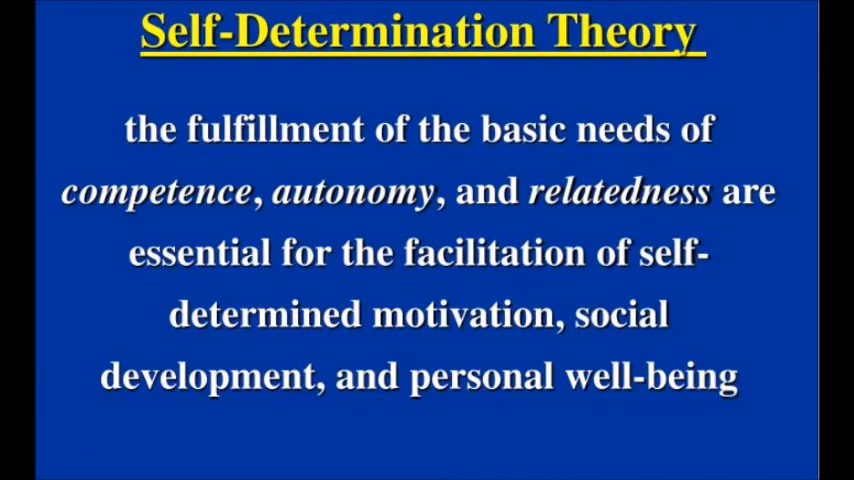 Self-Determination Theory
the fulfillment of the basic needs of
competence, autonomy, and relatedness are
essential for the facilitation of self-
determined motivation, social
development, and personal well-being